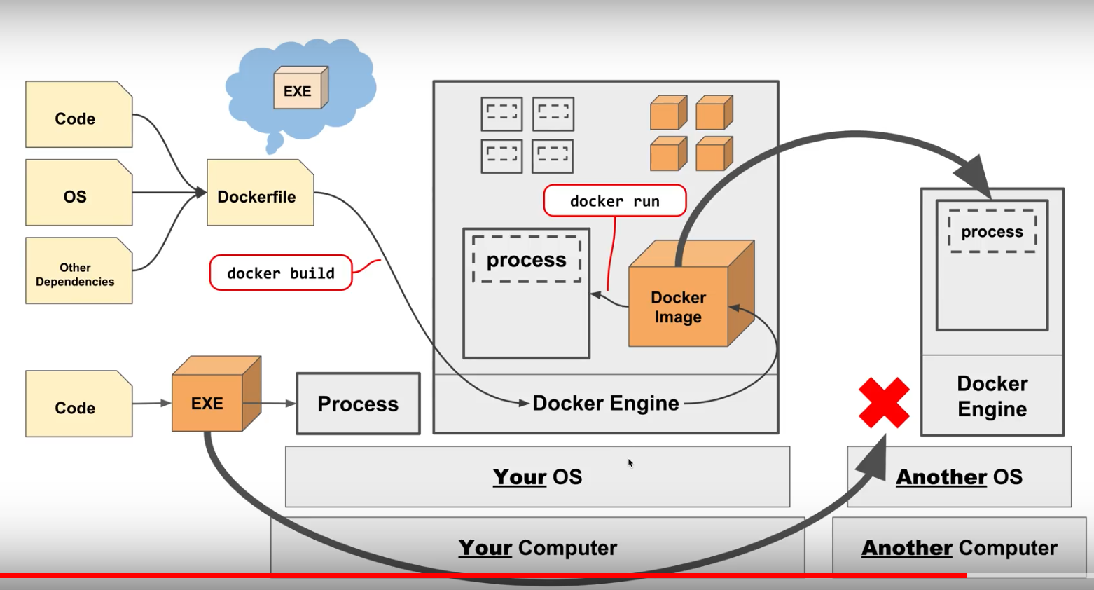 EXE
Code
OS
Other
Dependencies
Dockerfile
docker build
docker run
process
Docker
Image
Docker Engine
process
Docker
Engine
Code
EXE
Process
Your OS
Another OS
Your Computer
Another Computer